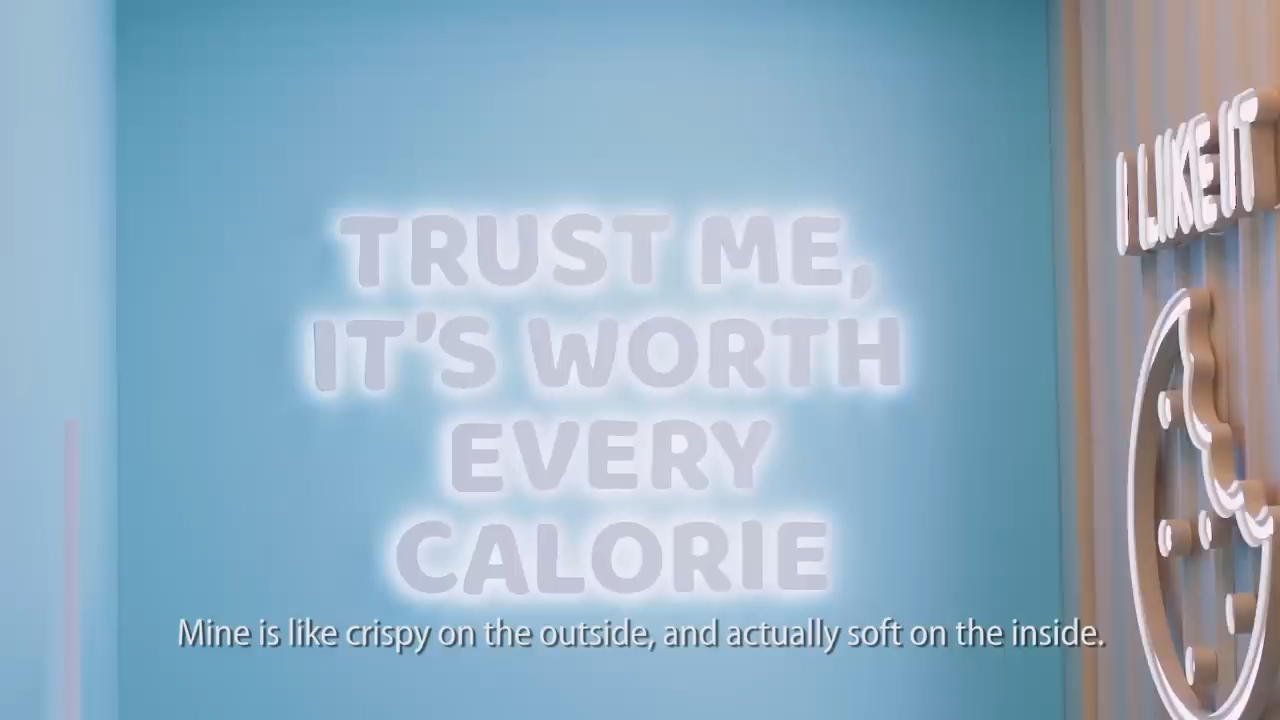 TRUST ME,
IT'S WORTH
EVERY
CALORIE
I LIKE IT
Mine is like crispy on the outside, and actually soft on the inside.